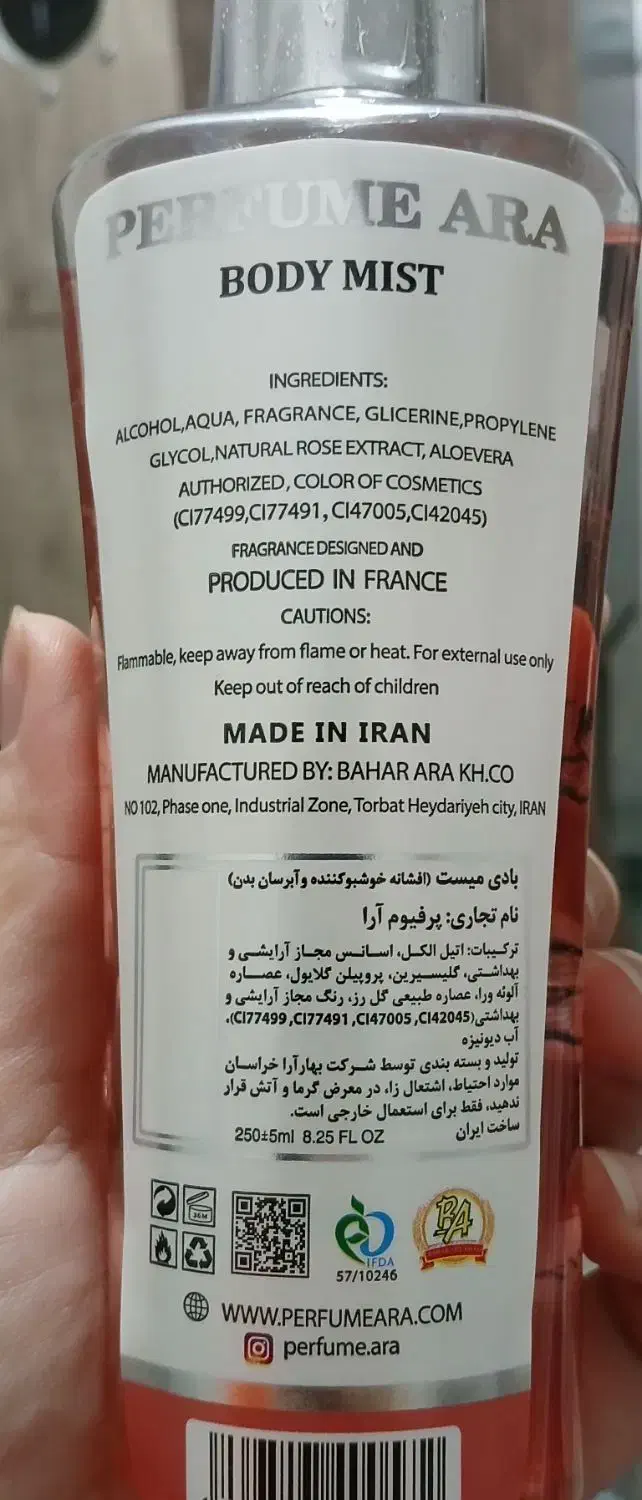 PERFUME ARA
BODY MIST
INGREDIENTS:
ALCOHOL,AQUA, FRAGRANCE, GLICERINE,PROPYLENE
GLYCOL,NATURAL ROSE EXTRACT, ALOEVERA
AUTHORIZED, COLOR OF COSMETICS
(CI77499,CI77491, CI47005,CI42045)
FRAGRANCE DESIGNED AND
PRODUCED IN FRANCE
CAUTIONS:
Flammable, keep away from flame or heat. For external use only
Keep out of reach of children
MADE IN IRAN
MANUFACTURED BY: BAHAR ARA KH.CO
NO 102, Phase one, Industrial Zone, Torbat Heydariyeh city, IRAN
بادی میست (افشانه خوشبوکننده وآبرسان بدن)
نام تجاری: پرفیوم آرا
ترکیبات: اتیل الکل، اسانس مجاز آرایشی و
بهداشتی، گلیسیرین، پروپیلن گلایول، عصاره
آلوئه ورا، عصاره طبیعی گل رز، رنگ مجاز آرایشی و
بهداشتی(CI77499 ,CI77491 ,CI47005 ,CI42045)،
آب دیونیزه
تولید و بسته بندی توسط شرکت بهارآرا خراسان
موارد احتیاط، اشتعال زا، در معرض گرما و آتش قرار
ندهید، فقط برای استعمال خارجی است.
ساخت ایران 250±5ml 8.25 FL OZ
36M
IFDA
57/10246
BA
WWW.PERFUMEARA.COM
perfume.ara